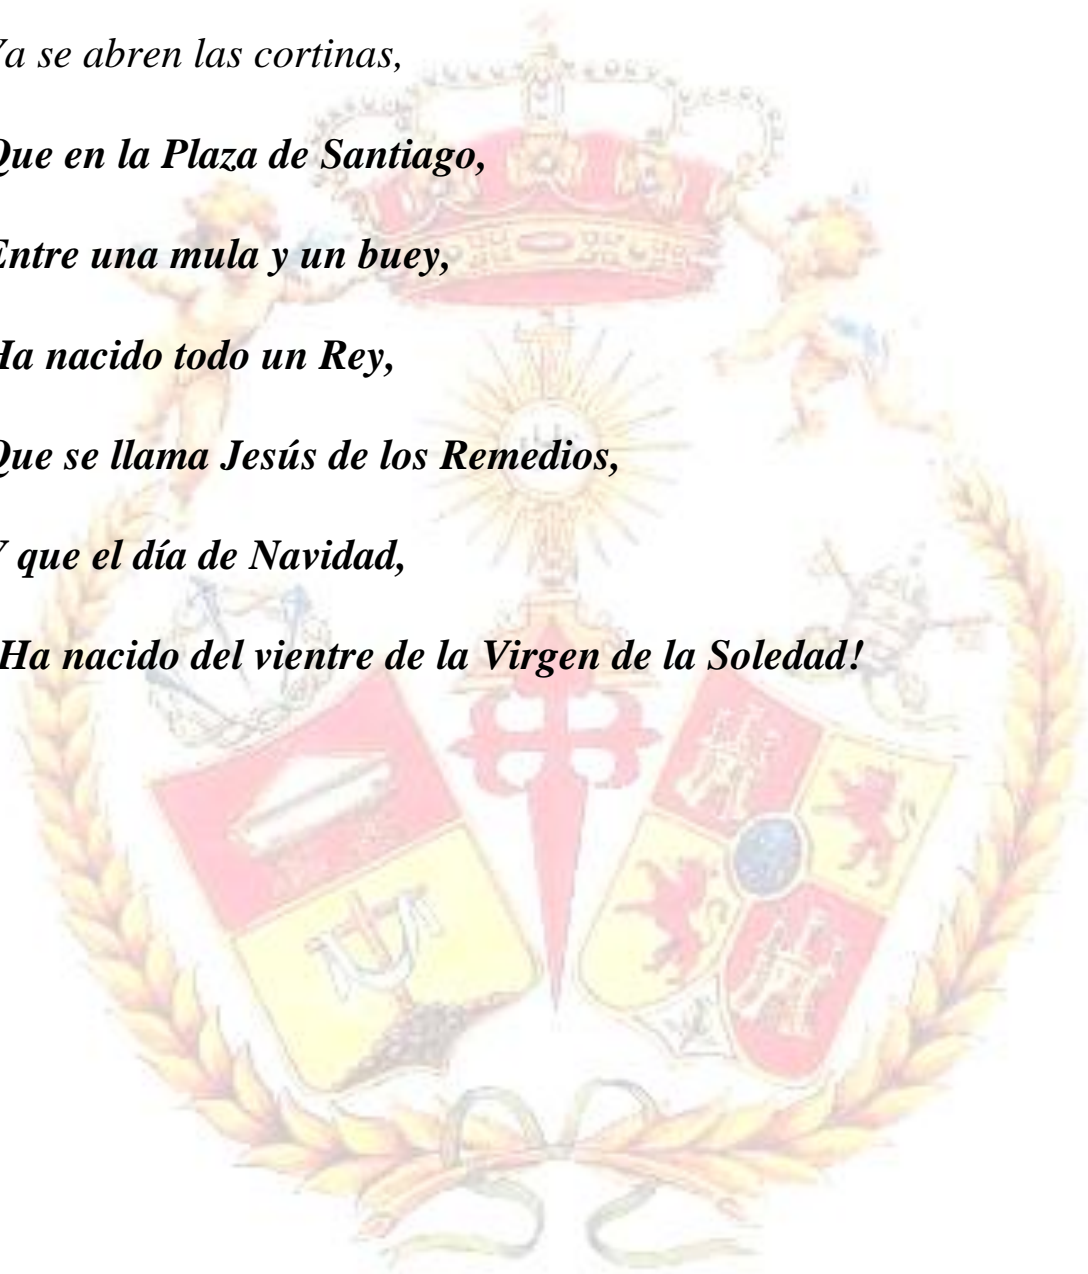 Ya se abren las cortinas,
Que en la Plaza de Santiago,
Entre una mula y un buey,
Ha nacido todo un Rey,
Que se llama Jesús de los Remedios,
Y que el día de Navidad,
Ha nacido del vientre de la Virgen de la Soledad!